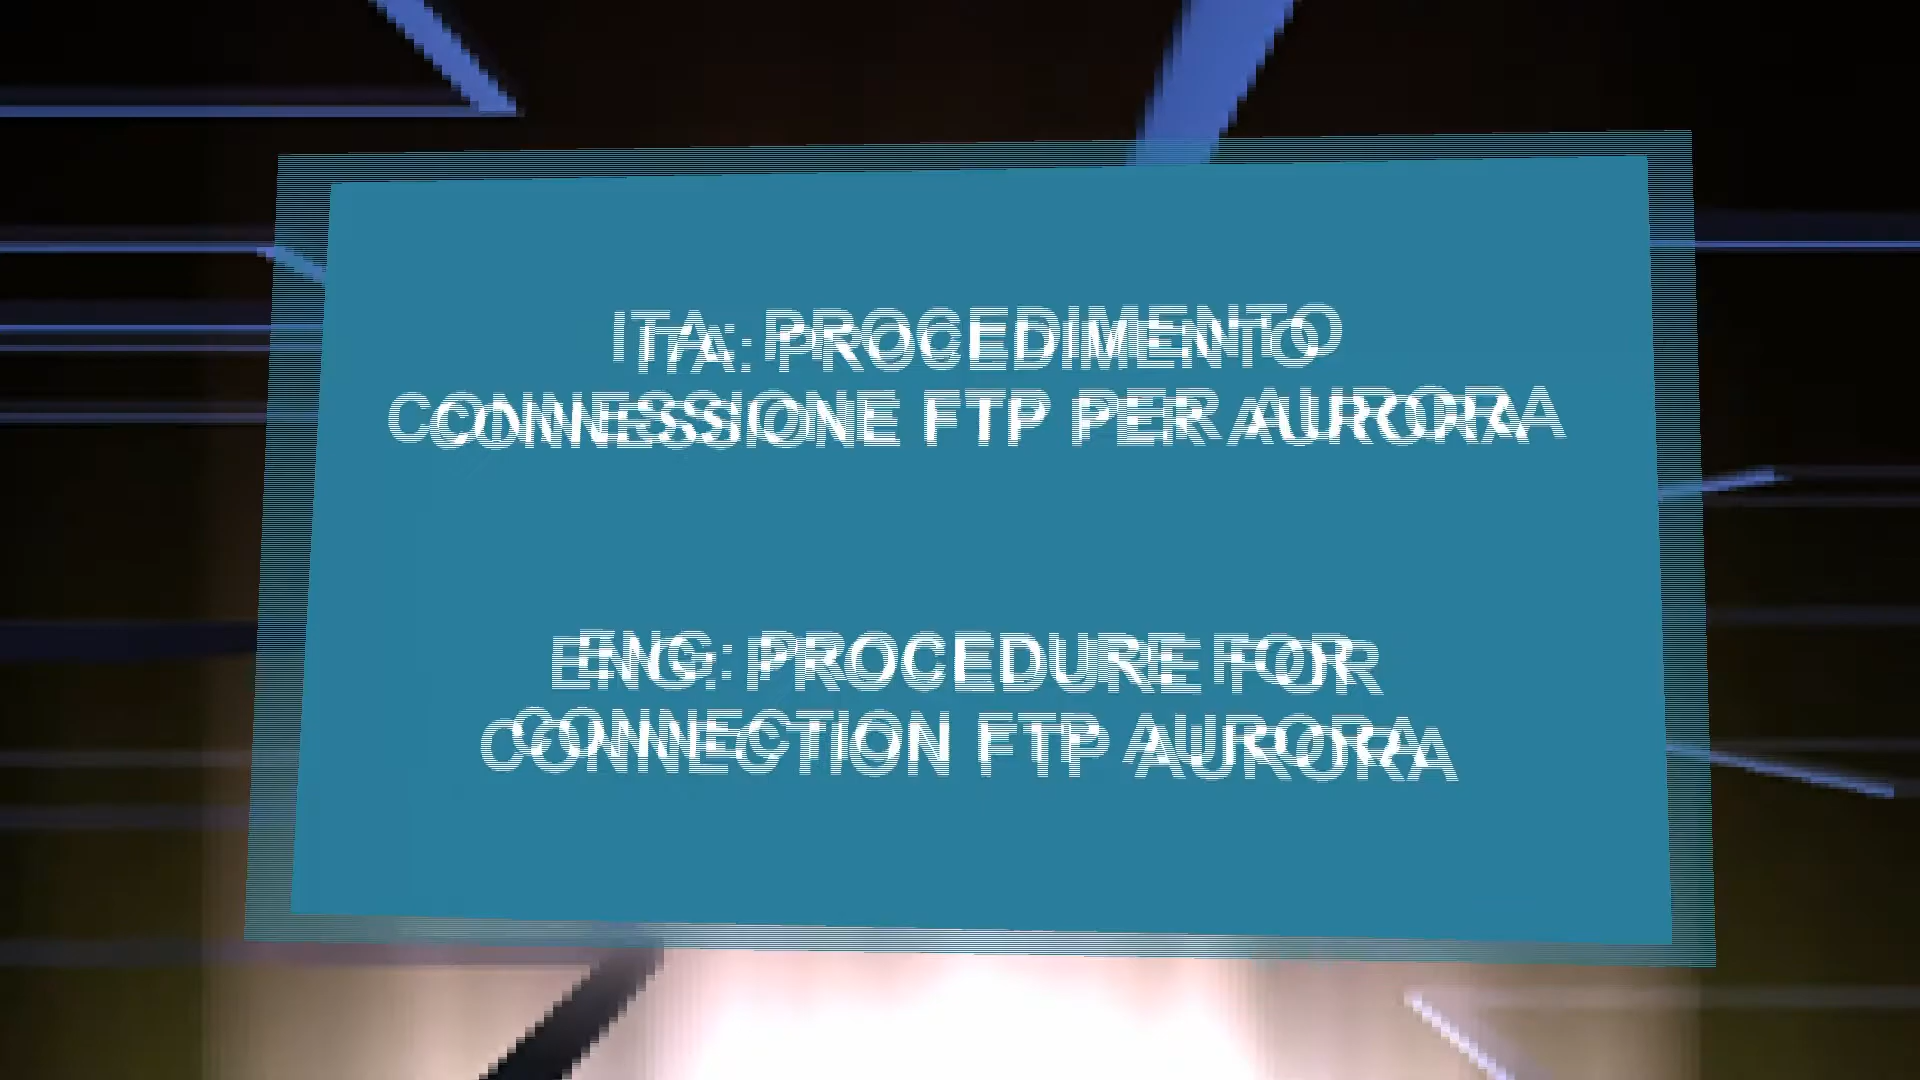 ITA: PROCEDIMENTO
CONNESSIONE FTP PER AURORA
ENG: PROCEDURE FOR
CONNECTION FTP AURORA